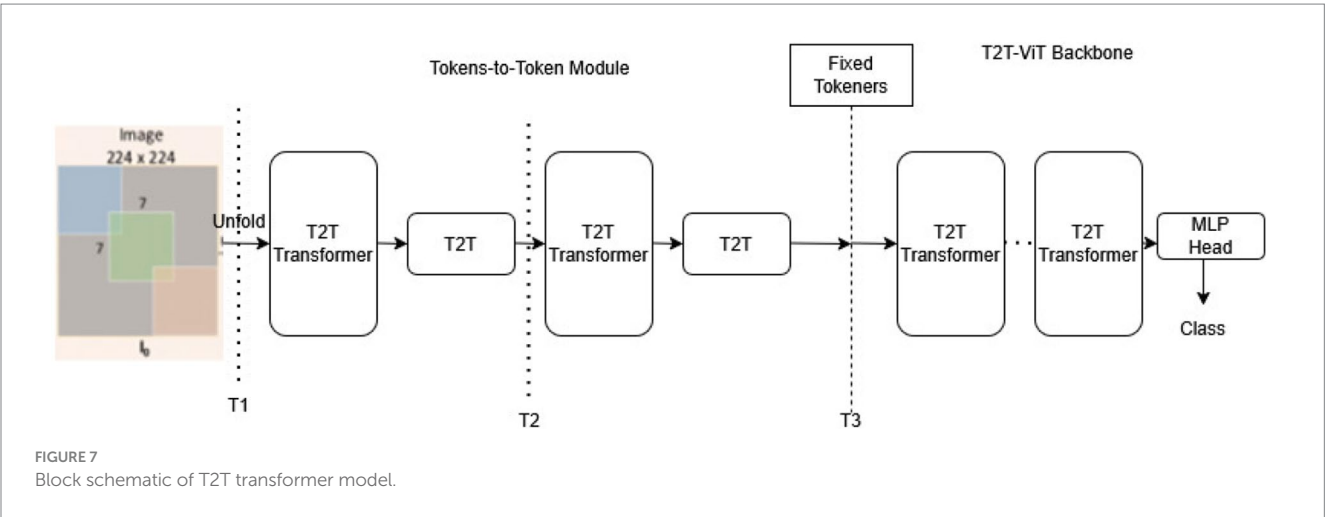 Tokens-to-Token Module
Fixed
Tokeners
T2T-ViT Backbone
Image
224 x 224
7
7
I₀
Unfold
T2T
Transformer
T2T
T2T
Transformer
T2T
T2T
Transformer
...
T2T
Transformer
MLP
Head
Class
T1
T2
T3
FIGURE 7
Block schematic of T2T transformer model.